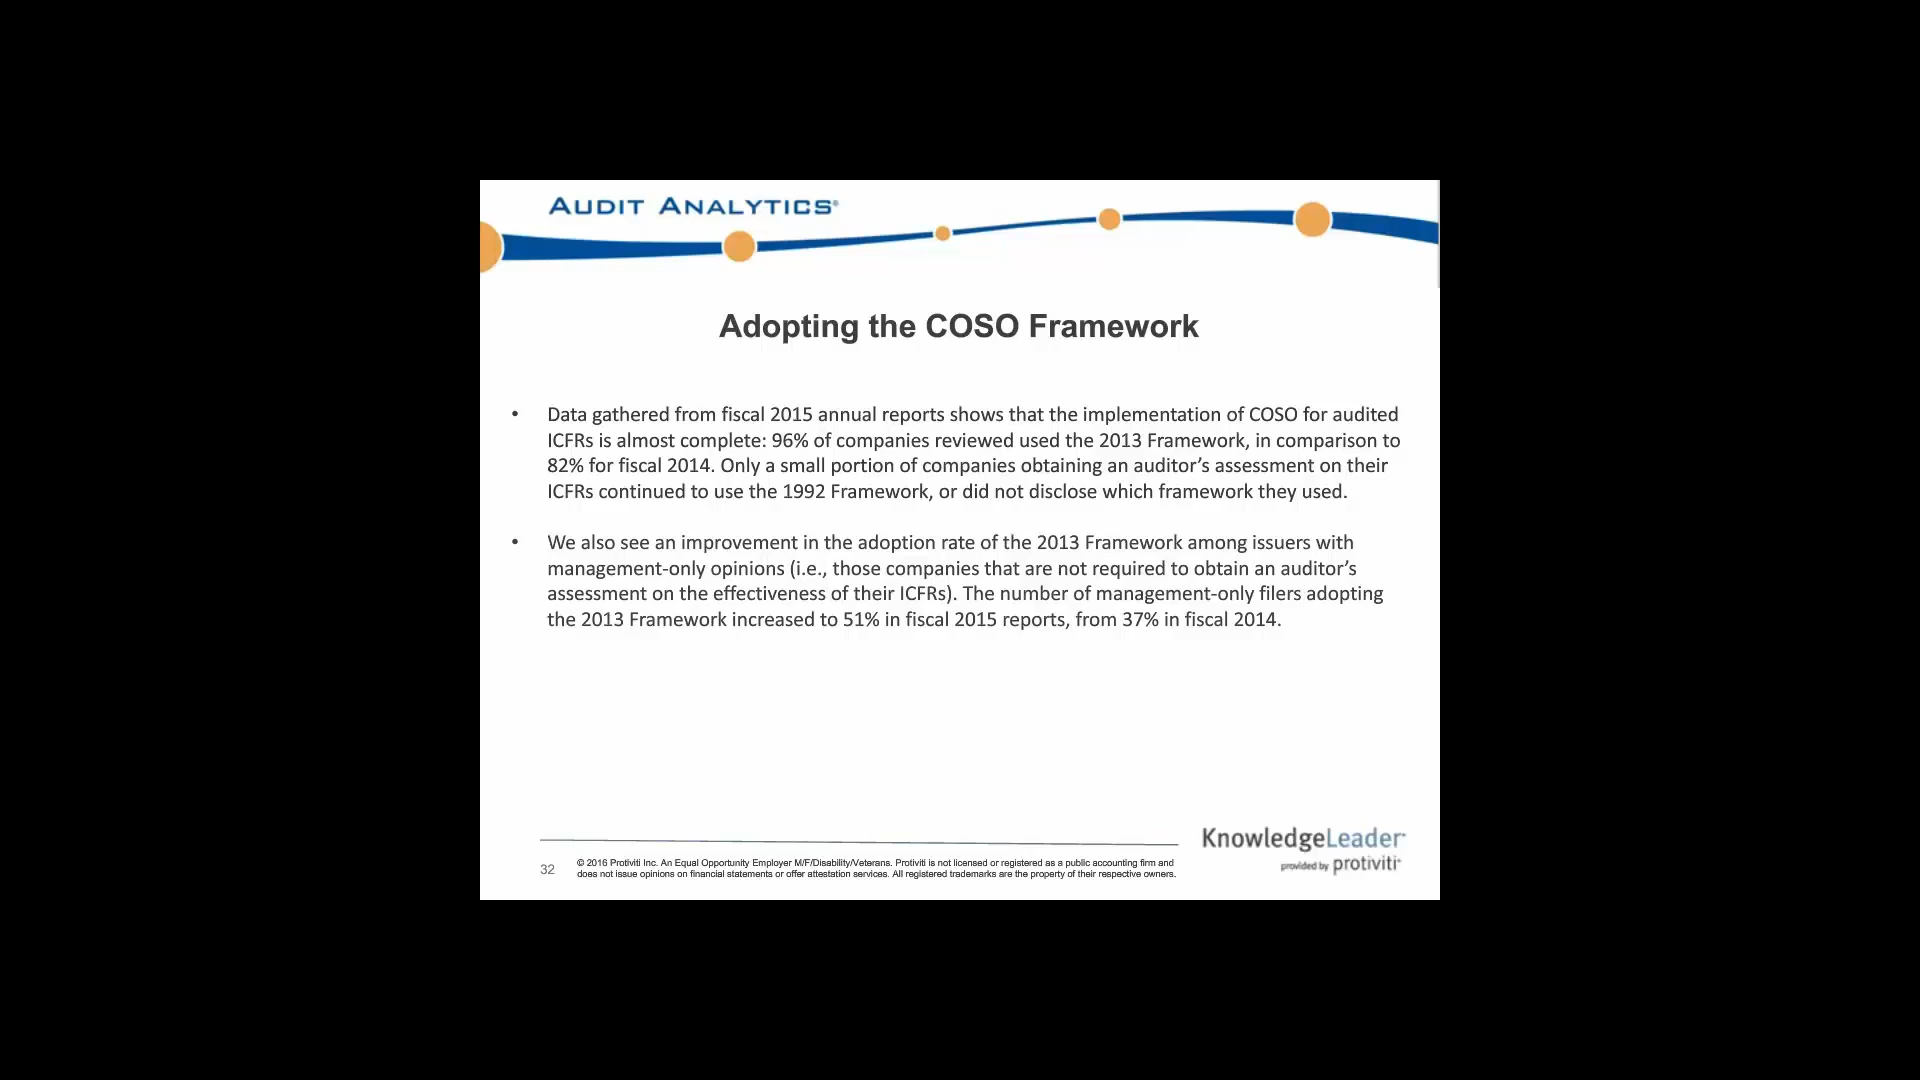 AUDIT ANALYTICS®
Adopting the COSO Framework
• Data gathered from fiscal 2015 annual reports shows that the implementation of COSO for audited
ICFRs is almost complete: 96% of companies reviewed used the 2013 Framework, in comparison to
82% for fiscal 2014. Only a small portion of companies obtaining an auditor’s assessment on their
ICFRs continued to use the 1992 Framework, or did not disclose which framework they used.
• We also see an improvement in the adoption rate of the 2013 Framework among issuers with
management-only opinions (i.e., those companies that are not required to obtain an auditor’s
assessment on the effectiveness of their ICFRs). The number of management-only filers adopting
the 2013 Framework increased to 51% in fiscal 2015 reports, from 37% in fiscal 2014.
KnowledgeLeader
provided by protiviti
32
© 2016 Protiviti Inc. An Equal Opportunity Employer M/F/Disability/Veterans. Protiviti is not licensed or registered as a public accounting firm and
does not issue opinions on financial statements or offer attestation services. All registered trademarks are the property of their respective owners.